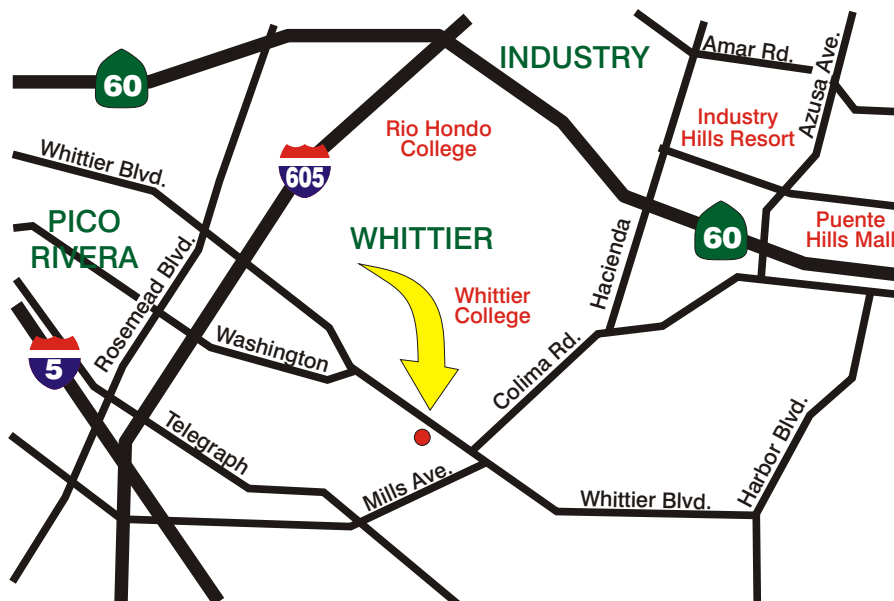 INDUSTRY
Amar Rd.
Azusa Ave.
60
Industry
Hills Resort
Rio Hondo
College
Whittier Blvd.
605
PICO
RIVERA
WHITTIER
60
Puente
Hills Mall
Rosemead Blvd.
Hacienda
Whittier
College
Washington
5
Colima Rd.
Telegraph
Mills Ave.
Whittier Blvd.
Harbor Blvd.